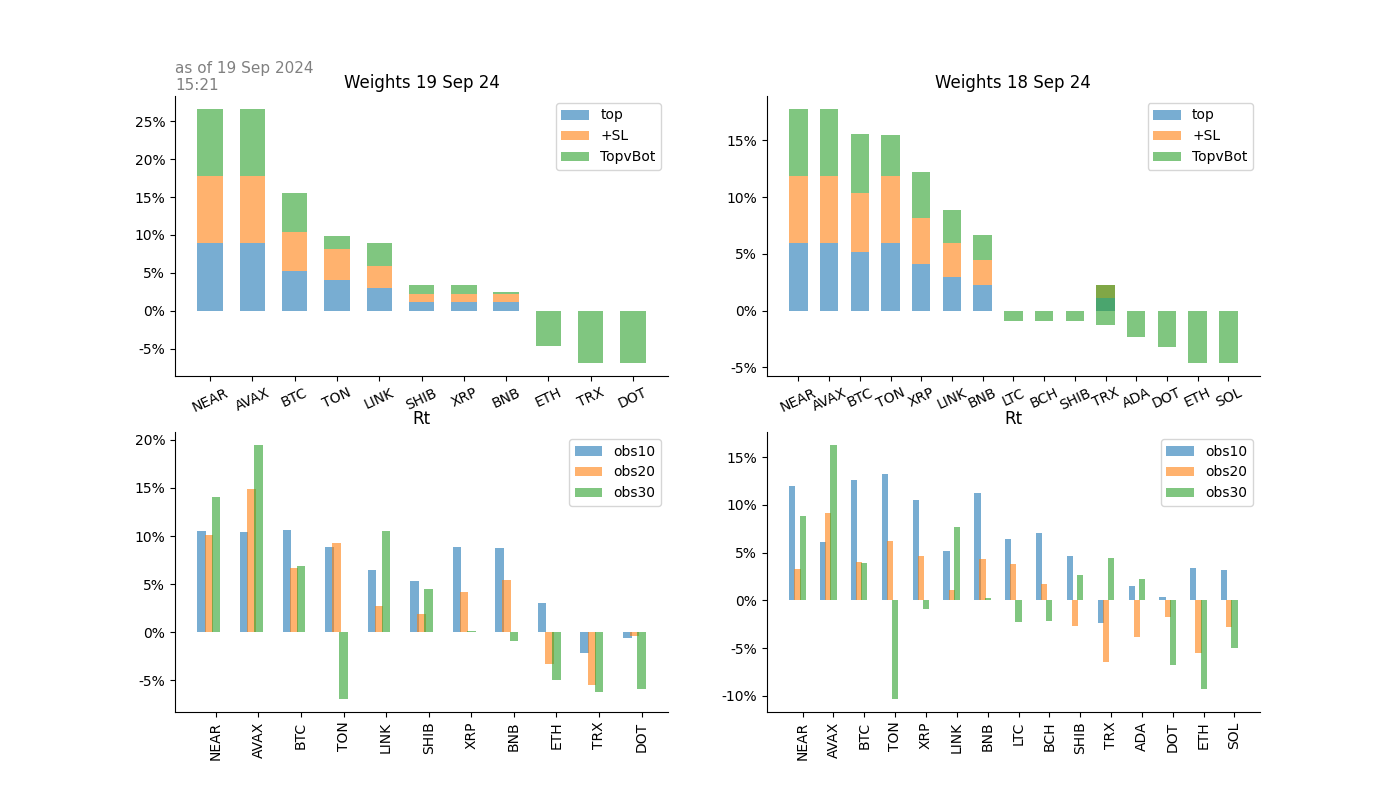 as of 19 Sep 2024
15:21
Weights 19 Sep 24
25%
20%
15%
10%
5%
0%
-5%
top
+SL
TopvBot
NEAR AVAX BTC TON LINK SHIB XRP BNB ETH TRX DOT
Weights 18 Sep 24
15%
10%
5%
0%
-5%
top
+SL
TopvBot
NEAR AVAX BTC TON XRP LINK BNB LTC BCH SHIB TRX ADA DOT ETH SOL
Rt
20%
15%
10%
5%
0%
-5%
obs10
obs20
obs30
NEAR AVAX BTC TON LINK SHIB XRP BNB ETH TRX DOT
Rt
15%
10%
5%
0%
-5%
-10%
obs10
obs20
obs30
NEAR AVAX BTC TON XRP LINK BNB LTC BCH SHIB TRX ADA DOT ETH SOL